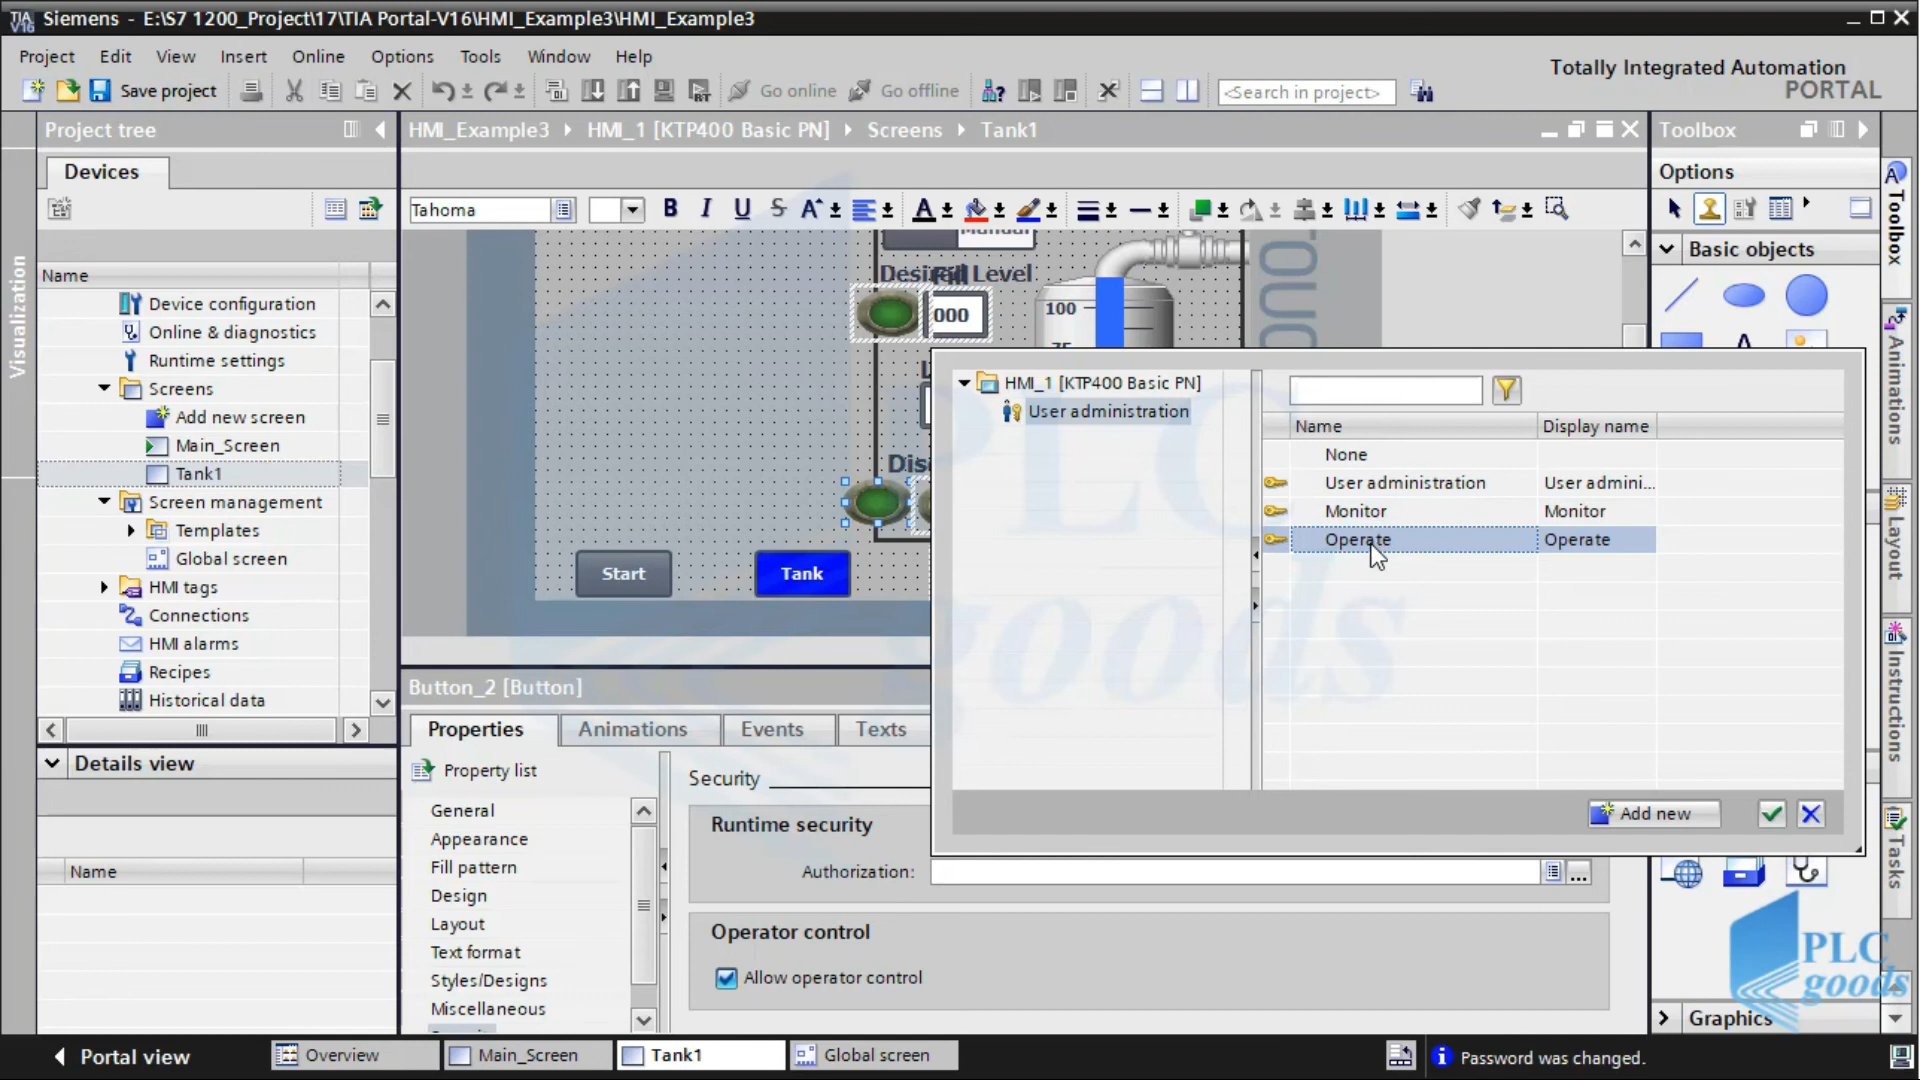 Siemens - E:\S7 1200_Project\17\TIA Portal-V16\HMI_Example3\HMI_Example3
Project Edit View Insert Online Options Tools Window Help
Totally Integrated Automation
PORTAL
Save project Go online Go offline <Search in project>
Project tree
HMI_Example3 HMI_1 [KTP400 Basic PN] Screens Tank1
Toolbox
Devices
Options
Tahoma
Basic objects
Name
Device configuration
Online & diagnostics
Runtime settings
Screens
Add new screen
Main_Screen
Tank1
Screen management
Templates
Global screen
HMI tags
Connections
HMI alarms
Recipes
Historical data
Visualization
Details view
Name
Manual
Level
000
100
75
Start
Tank
HMI_1 [KTP400 Basic PN]
User administration
Name Display name
None
User administration User admini...
Monitor Monitor
Operate Operate
Add new
Button_2 [Button]
Properties Animations Events Texts
Property list
General
Appearance
Fill pattern
Design
Layout
Text format
Styles/Designs
Miscellaneous
Security
Runtime security
Authorization:
Operator control
Allow operator control
Toolbox
Animations
Layout
Instructions
Tasks
Graphics
PLC
goods
PLC
goods
Portal view Overview Main_Screen Tank1 Global screen Password was changed.